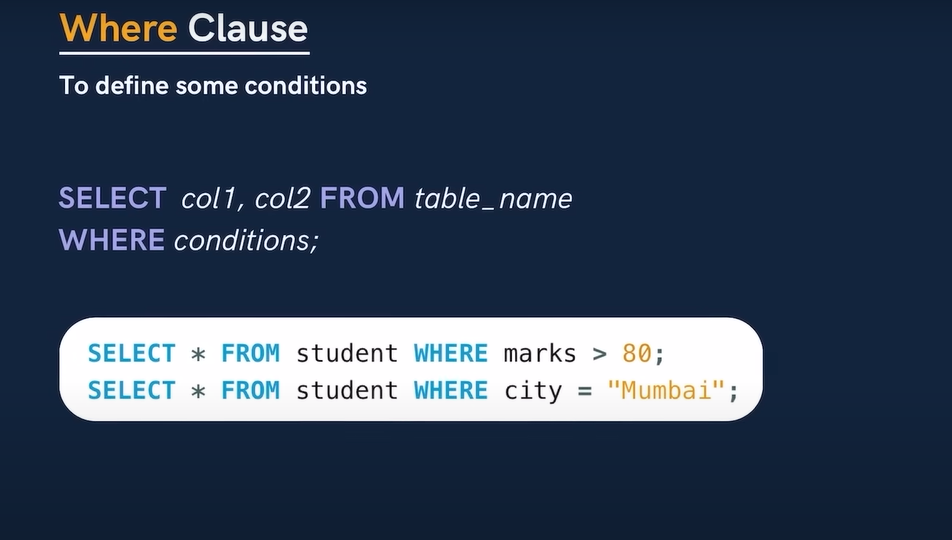 Where Clause
To define some conditions
SELECT col1, col2 FROM table_name
WHERE conditions;
SELECT * FROM student WHERE marks > 80;
SELECT * FROM student WHERE city = "Mumbai";